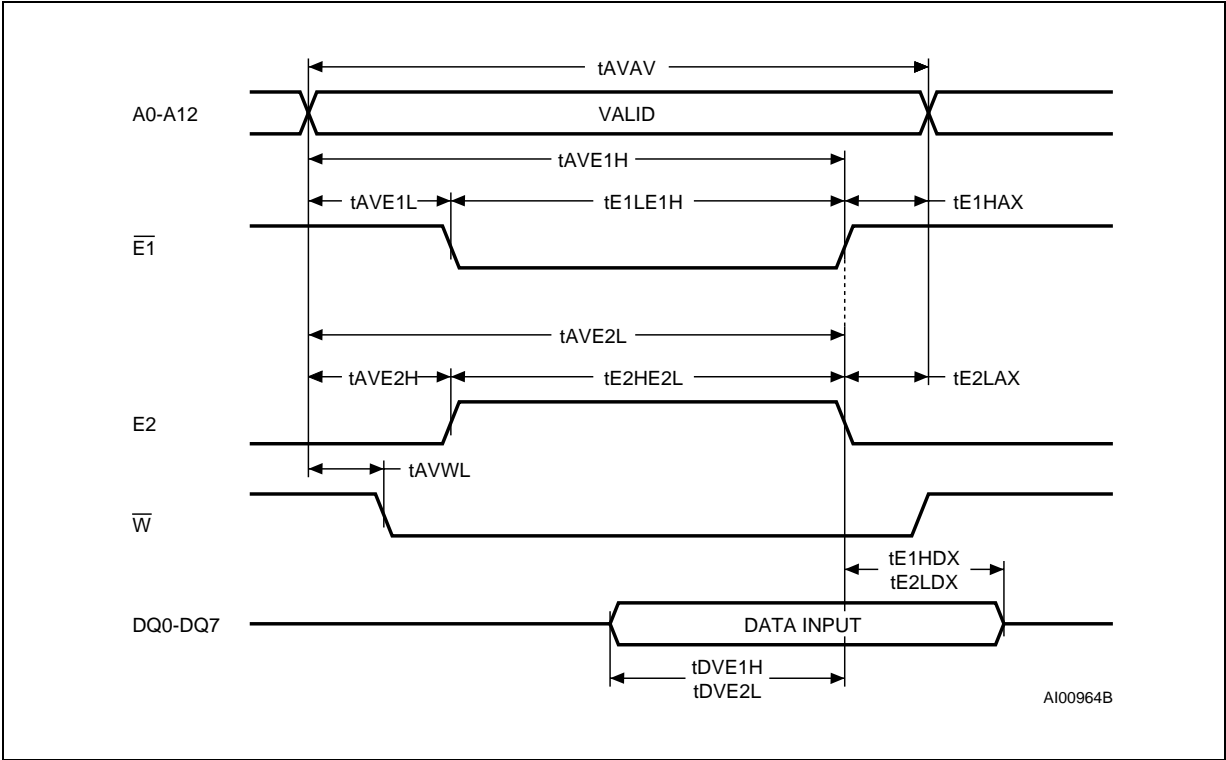 tAVAV
A0-A12
VALID
tAVE1H
tAVE1L
tE1LE1H
tE1HAX
E1
tAVE2L
tAVE2H
tE2HE2L
tE2LAX
E2
tAVWL
W
tE1HDX
tE2LDX
DQ0-DQ7
DATA INPUT
tDVE1H
tDVE2L
AI00964B